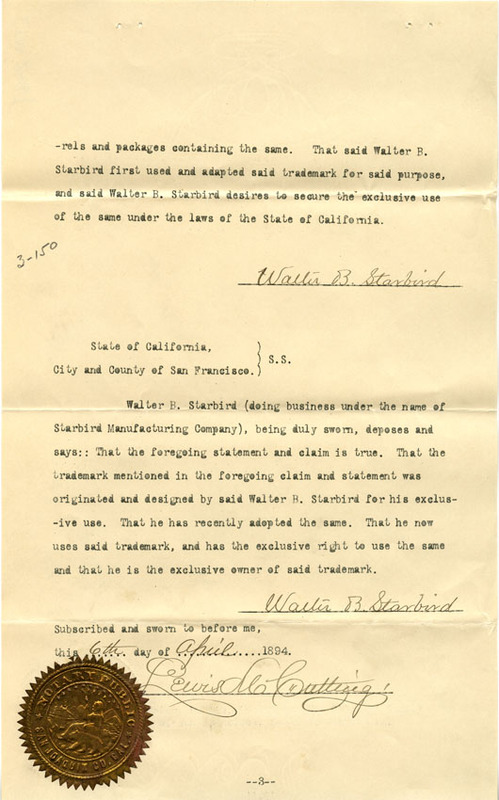 -rels and packages containing the same. That said Walter B.
Starbird first used and adapted said trademark for said purpose,
and said Walter B. Starbird desires to secure the exclusive use
of the same under the laws of the State of California.
3-150
Walter B. Starbird
State of California,
City and County of San Francisco. } S.S.
Walter B. Starbird (doing business under the name of
Starbird Manufacturing Company), being duly sworn, deposes and
says:: That the foregoing statement and claim is true. That the
trademark mentioned in the foregoing claim and statement was
originated and designed by said Walter B. Starbird for his exclus-
-ive use. That he has recently adopted the same. That he now
uses said trademark, and has the exclusive right to use the same
and that he is the exclusive owner of said trademark.
Walter B. Starbird
Subscribed and sworn to before me,
this 6th day of April 1894.
Lewis M. Cutting
NOTARY PUBLIC
CO. CAL.
--3--